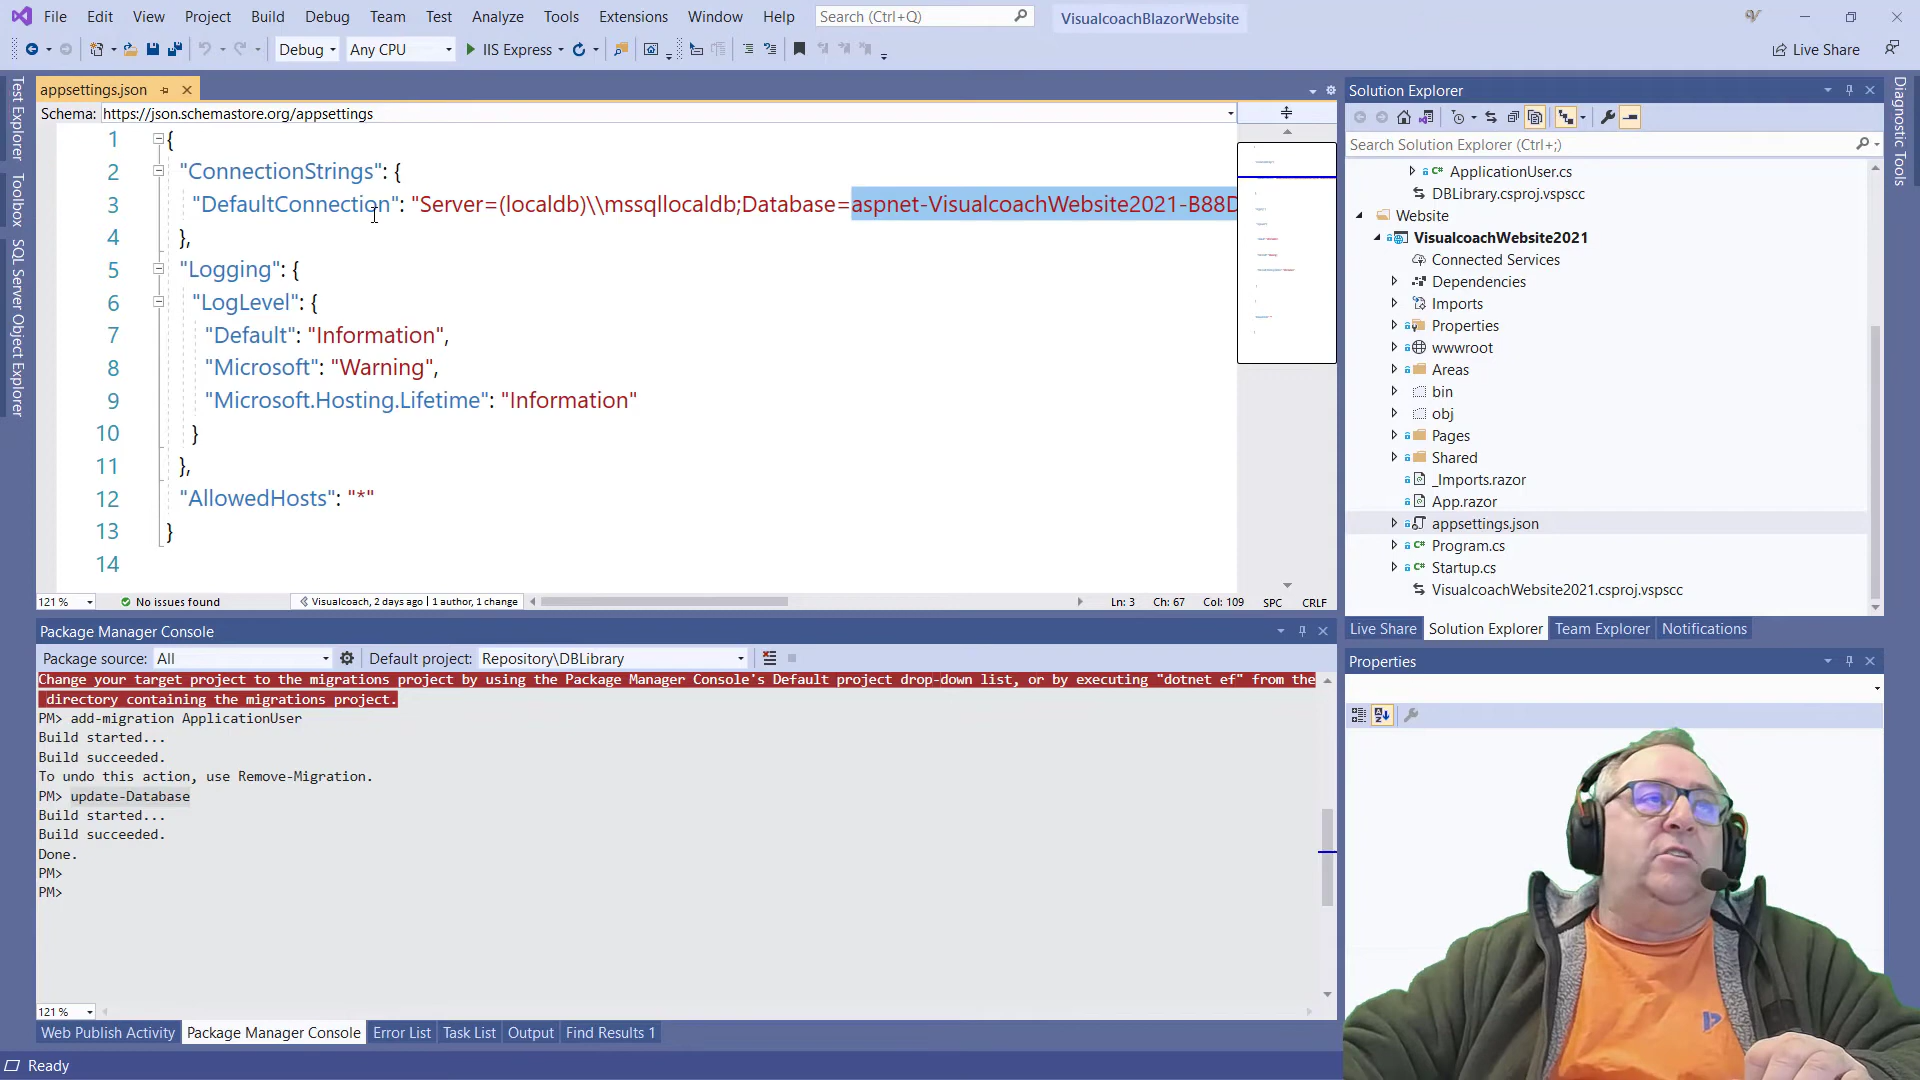 File Edit View Project Build Debug Team Test Analyze Tools Extensions Window Help Search (Ctrl+Q) VisualcoachBlazorWebsite
Debug Any CPU IIS Express Live Share
appsettings.json
Schema: https://json.schemastore.org/appsettings
1 {
2 "ConnectionStrings": {
3 "DefaultConnection": "Server=(localdb)\\mssqllocaldb;Database=aspnet-VisualcoachWebsite2021-B88D
4 },
5 "Logging": {
6 "LogLevel": {
7 "Default": "Information",
8 "Microsoft": "Warning",
9 "Microsoft.Hosting.Lifetime": "Information"
10 }
11 },
12 "AllowedHosts": "*"
13 }
14
121 % No issues found Visualcoach, 2 days ago | 1 author, 1 change Ln: 3 Ch: 67 Col: 109 SPC CRLF
Test Explorer
Toolbox
SQL Server Object Explorer
Package Manager Console
Package source: All Default project: Repository\DBLibrary
Change your target project to the migrations project by using the Package Manager Console's Default project drop-down list, or by executing "dotnet ef" from the
directory containing the migrations project.
PM> add-migration ApplicationUser
Build started...
Build succeeded.
To undo this action, use Remove-Migration.
PM> update-Database
Build started...
Build succeeded.
Done.
PM>
PM>
121 %
Web Publish Activity Package Manager Console Error List Task List Output Find Results 1
Ready
Solution Explorer
Search Solution Explorer (Ctrl+;)
C# ApplicationUser.cs
DBLibrary.csproj.vspscc
Website
VisualcoachWebsite2021
Connected Services
Dependencies
Imports
Properties
wwwroot
Areas
bin
obj
Pages
Shared
_Imports.razor
App.razor
appsettings.json
C# Program.cs
C# Startup.cs
VisualcoachWebsite2021.csproj.vspscc
Live Share Solution Explorer Team Explorer Notifications
Properties
Diagnostic Tools